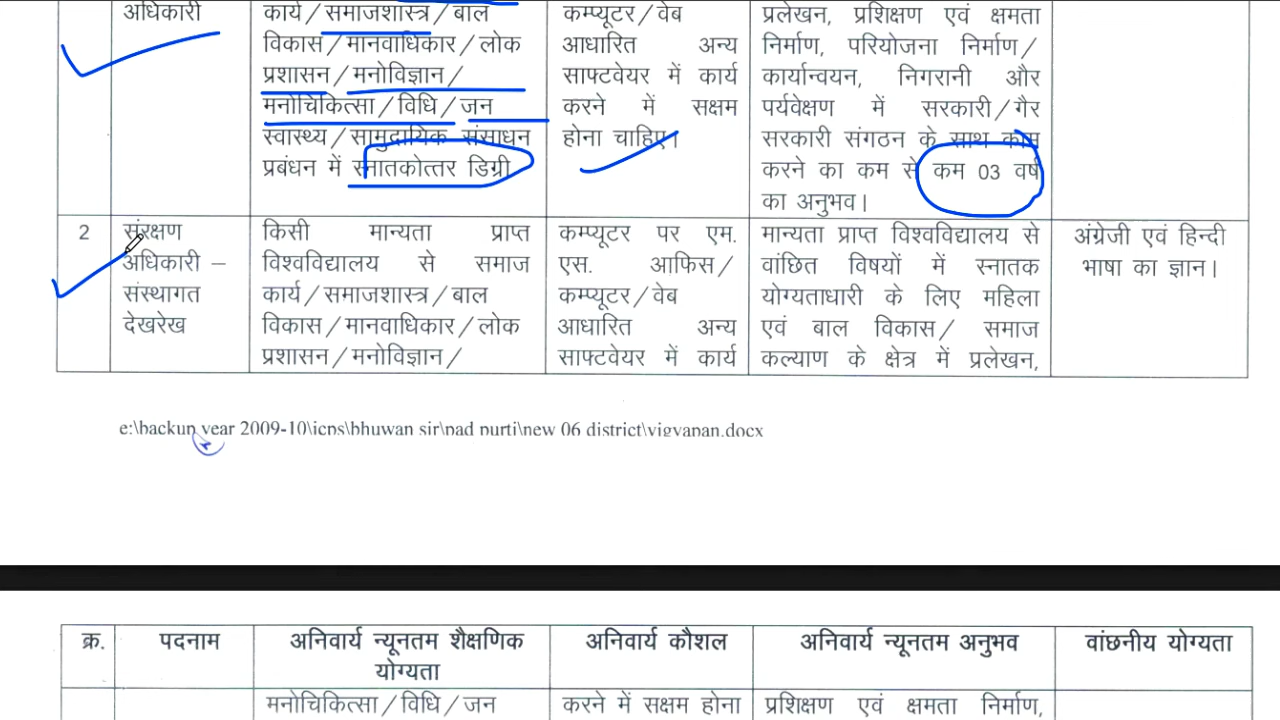 अधिकारी
कार्य/समाजशास्त्र/बाल
विकास/मानवाधिकार/लोक
प्रशासन/मनोविज्ञान/
मनोचिकित्सा/विधि/जन
स्वास्थ्य/सामुदायिक संसाधन
प्रबंधन में स्नातकोत्तर डिग्री
कम्प्यूटर/वेब
आधारित अन्य
साफ्टवेयर में कार्य
करने में सक्षम
होना चाहिए।
प्रलेखन, प्रशिक्षण एवं क्षमता
निर्माण, परियोजना निर्माण/
कार्यान्वयन, निगरानी और
पर्यवेक्षण में सरकारी/गैर
सरकारी संगठन के साथ काम
करने का कम से कम 03 वर्ष
का अनुभव।
2
संरक्षण
अधिकारी –
संस्थागत
देखरेख
किसी मान्यता प्राप्त
विश्वविद्यालय से समाज
कार्य/समाजशास्त्र/बाल
विकास/मानवाधिकार/लोक
प्रशासन/मनोविज्ञान/
कम्प्यूटर पर एम.
एस. आफिस/
कम्प्यूटर/वेब
आधारित अन्य
साफ्टवेयर में कार्य
मान्यता प्राप्त विश्वविद्यालय से
वांछित विषयों में स्नातक
योग्यताधारी के लिए महिला
एवं बाल विकास/ समाज
कल्याण के क्षेत्र में प्रलेखन,
अंग्रेजी एवं हिन्दी
भाषा का ज्ञान।
e:\backup year 2009-10\icps\bhuwan sir\pad purti\new 06 district\vigyapan.docx
क्र. पदनाम अनिवार्य न्यूनतम शैक्षणिक अनिवार्य कौशल अनिवार्य न्यूनतम अनुभव वांछनीय योग्यता
योग्यता
मनोचिकित्सा/विधि/जन करने में सक्षम होना प्रशिक्षण एवं क्षमता निर्माण,